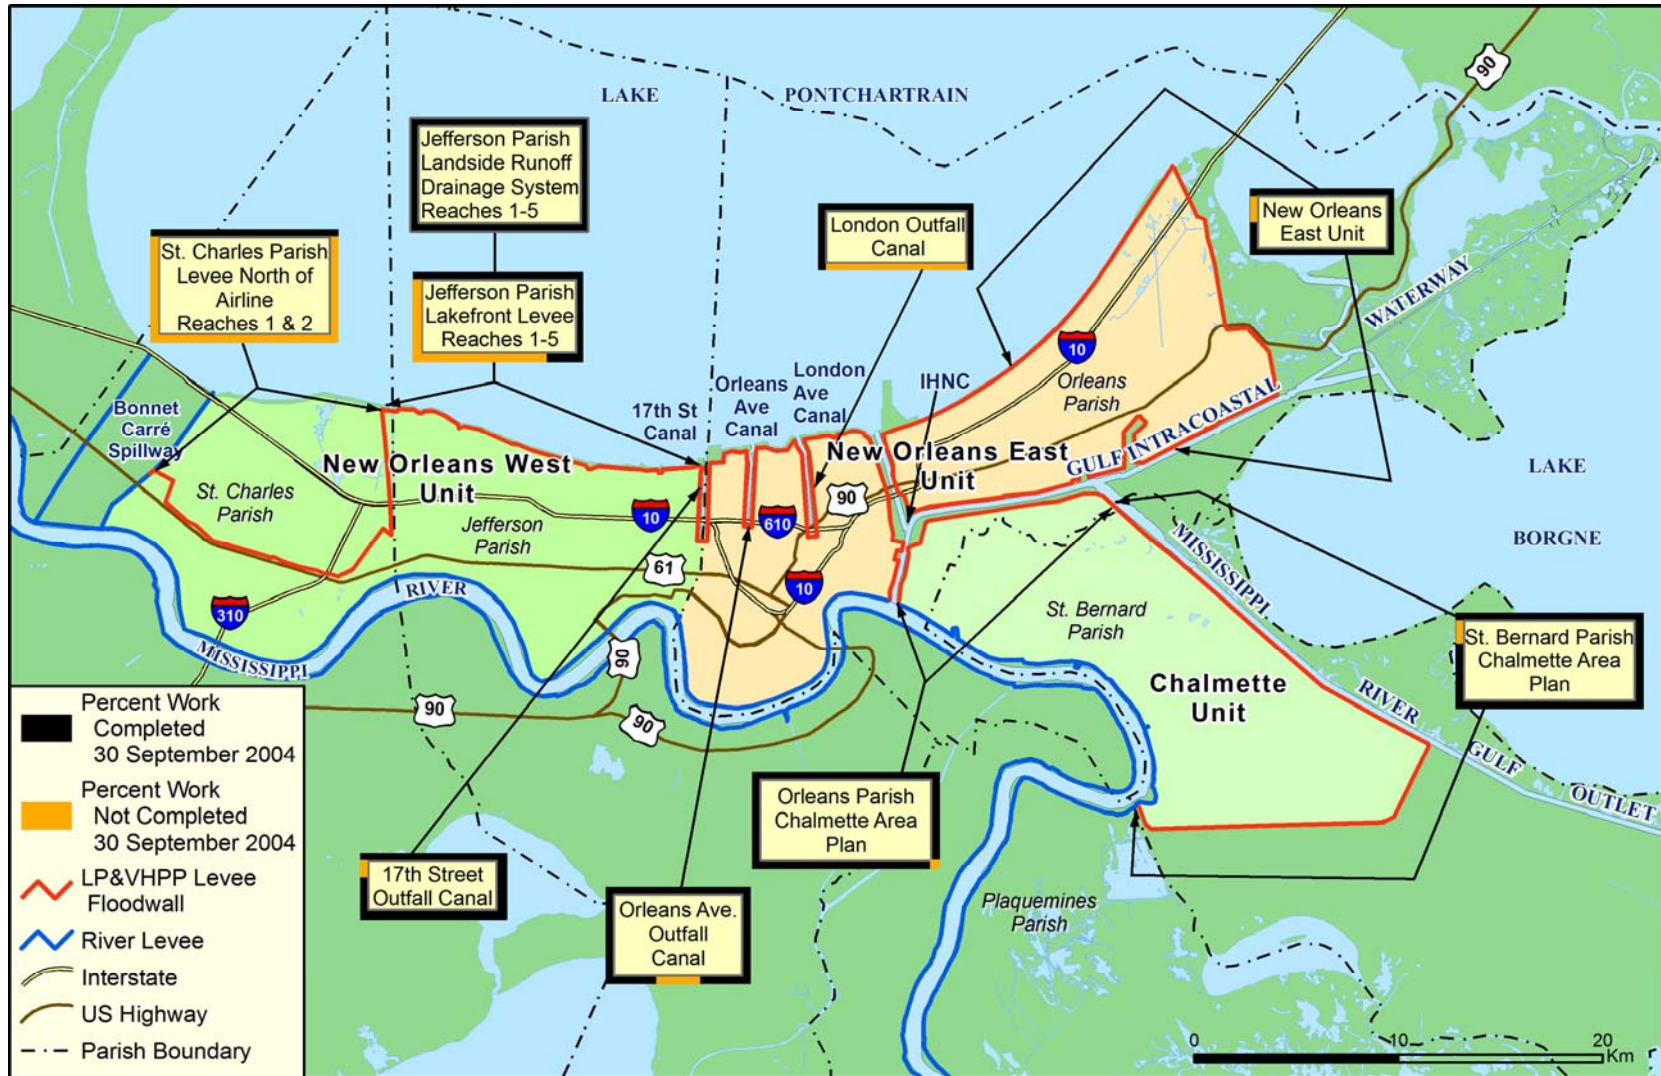 LAKE PONTCHARTRAIN
90
Jefferson Parish
Landside Runoff
Drainage System
Reaches 1-5
St. Charles Parish
Levee North of
Airline
Reaches 1 & 2
Jefferson Parish
Lakefront Levee
Reaches 1-5
London Outfall
Canal
New Orleans
East Unit
WATERWAY
10
Orleans
Parish
Bonnet
Carré
Spillway
17th St
Canal
Orleans
Ave
Canal
London
Ave
Canal
IHNC
GULF INTRACOASTAL
New Orleans West
Unit
New Orleans East
Unit
LAKE
BORGNE
St. Charles
Parish
Jefferson
Parish
10
610
90
61
10
310
RIVER
MISSISSIPPI
90
90
90
MISSISSIPPI
RIVER
GULF
OUTLET
St. Bernard
Parish
Chalmette
Unit
St. Bernard Parish
Chalmette Area
Plan
Orleans Parish
Chalmette Area
Plan
17th Street
Outfall Canal
Orleans Ave.
Outfall
Canal
Plaquemines
Parish
Percent Work
Completed
30 September 2004
Percent Work
Not Completed
30 September 2004
LP&VHPP Levee
Floodwall
River Levee
Interstate
US Highway
Parish Boundary
0 10 20
Km